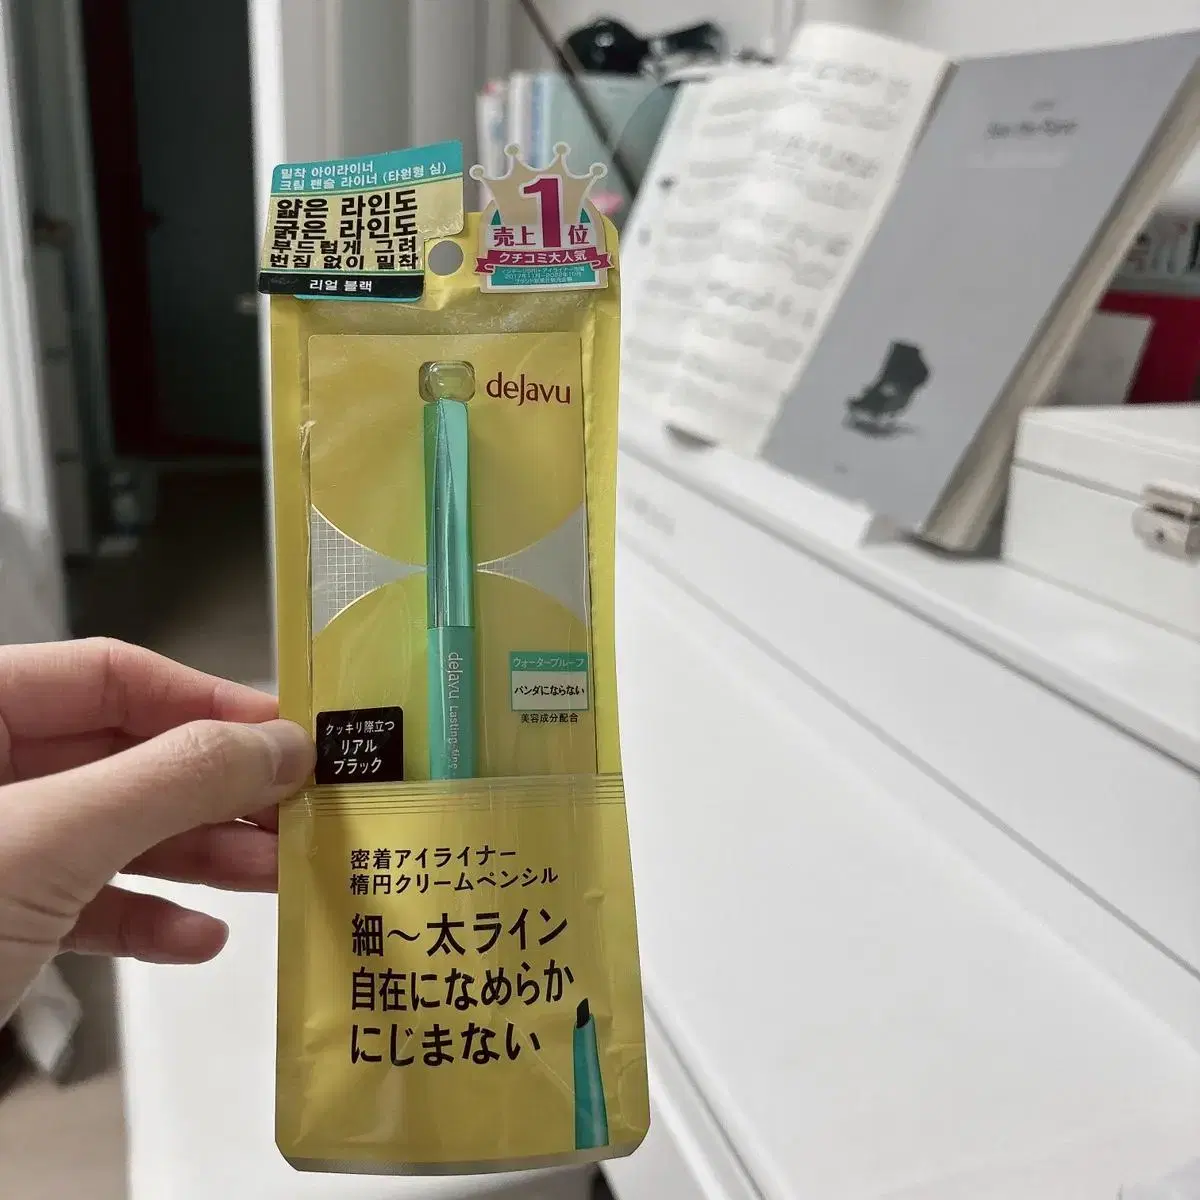 밀착 아이라이너
크림 펜슬 라이너 (타원형 심)
얇은 라인도
굵은 라인도
부드럽게 그려
번짐 없이 밀착
리얼 블랙
売上1位
クチコミ大人気
dejavu
dejavu Lasting-fine
ウォータープルーフ
パンダにならない
美容成分配合
クッキリ際立つ
リアル
ブラック
密着アイライナー
楕円クリームペンシル
細〜太ライン
自在になめらか
にじまない